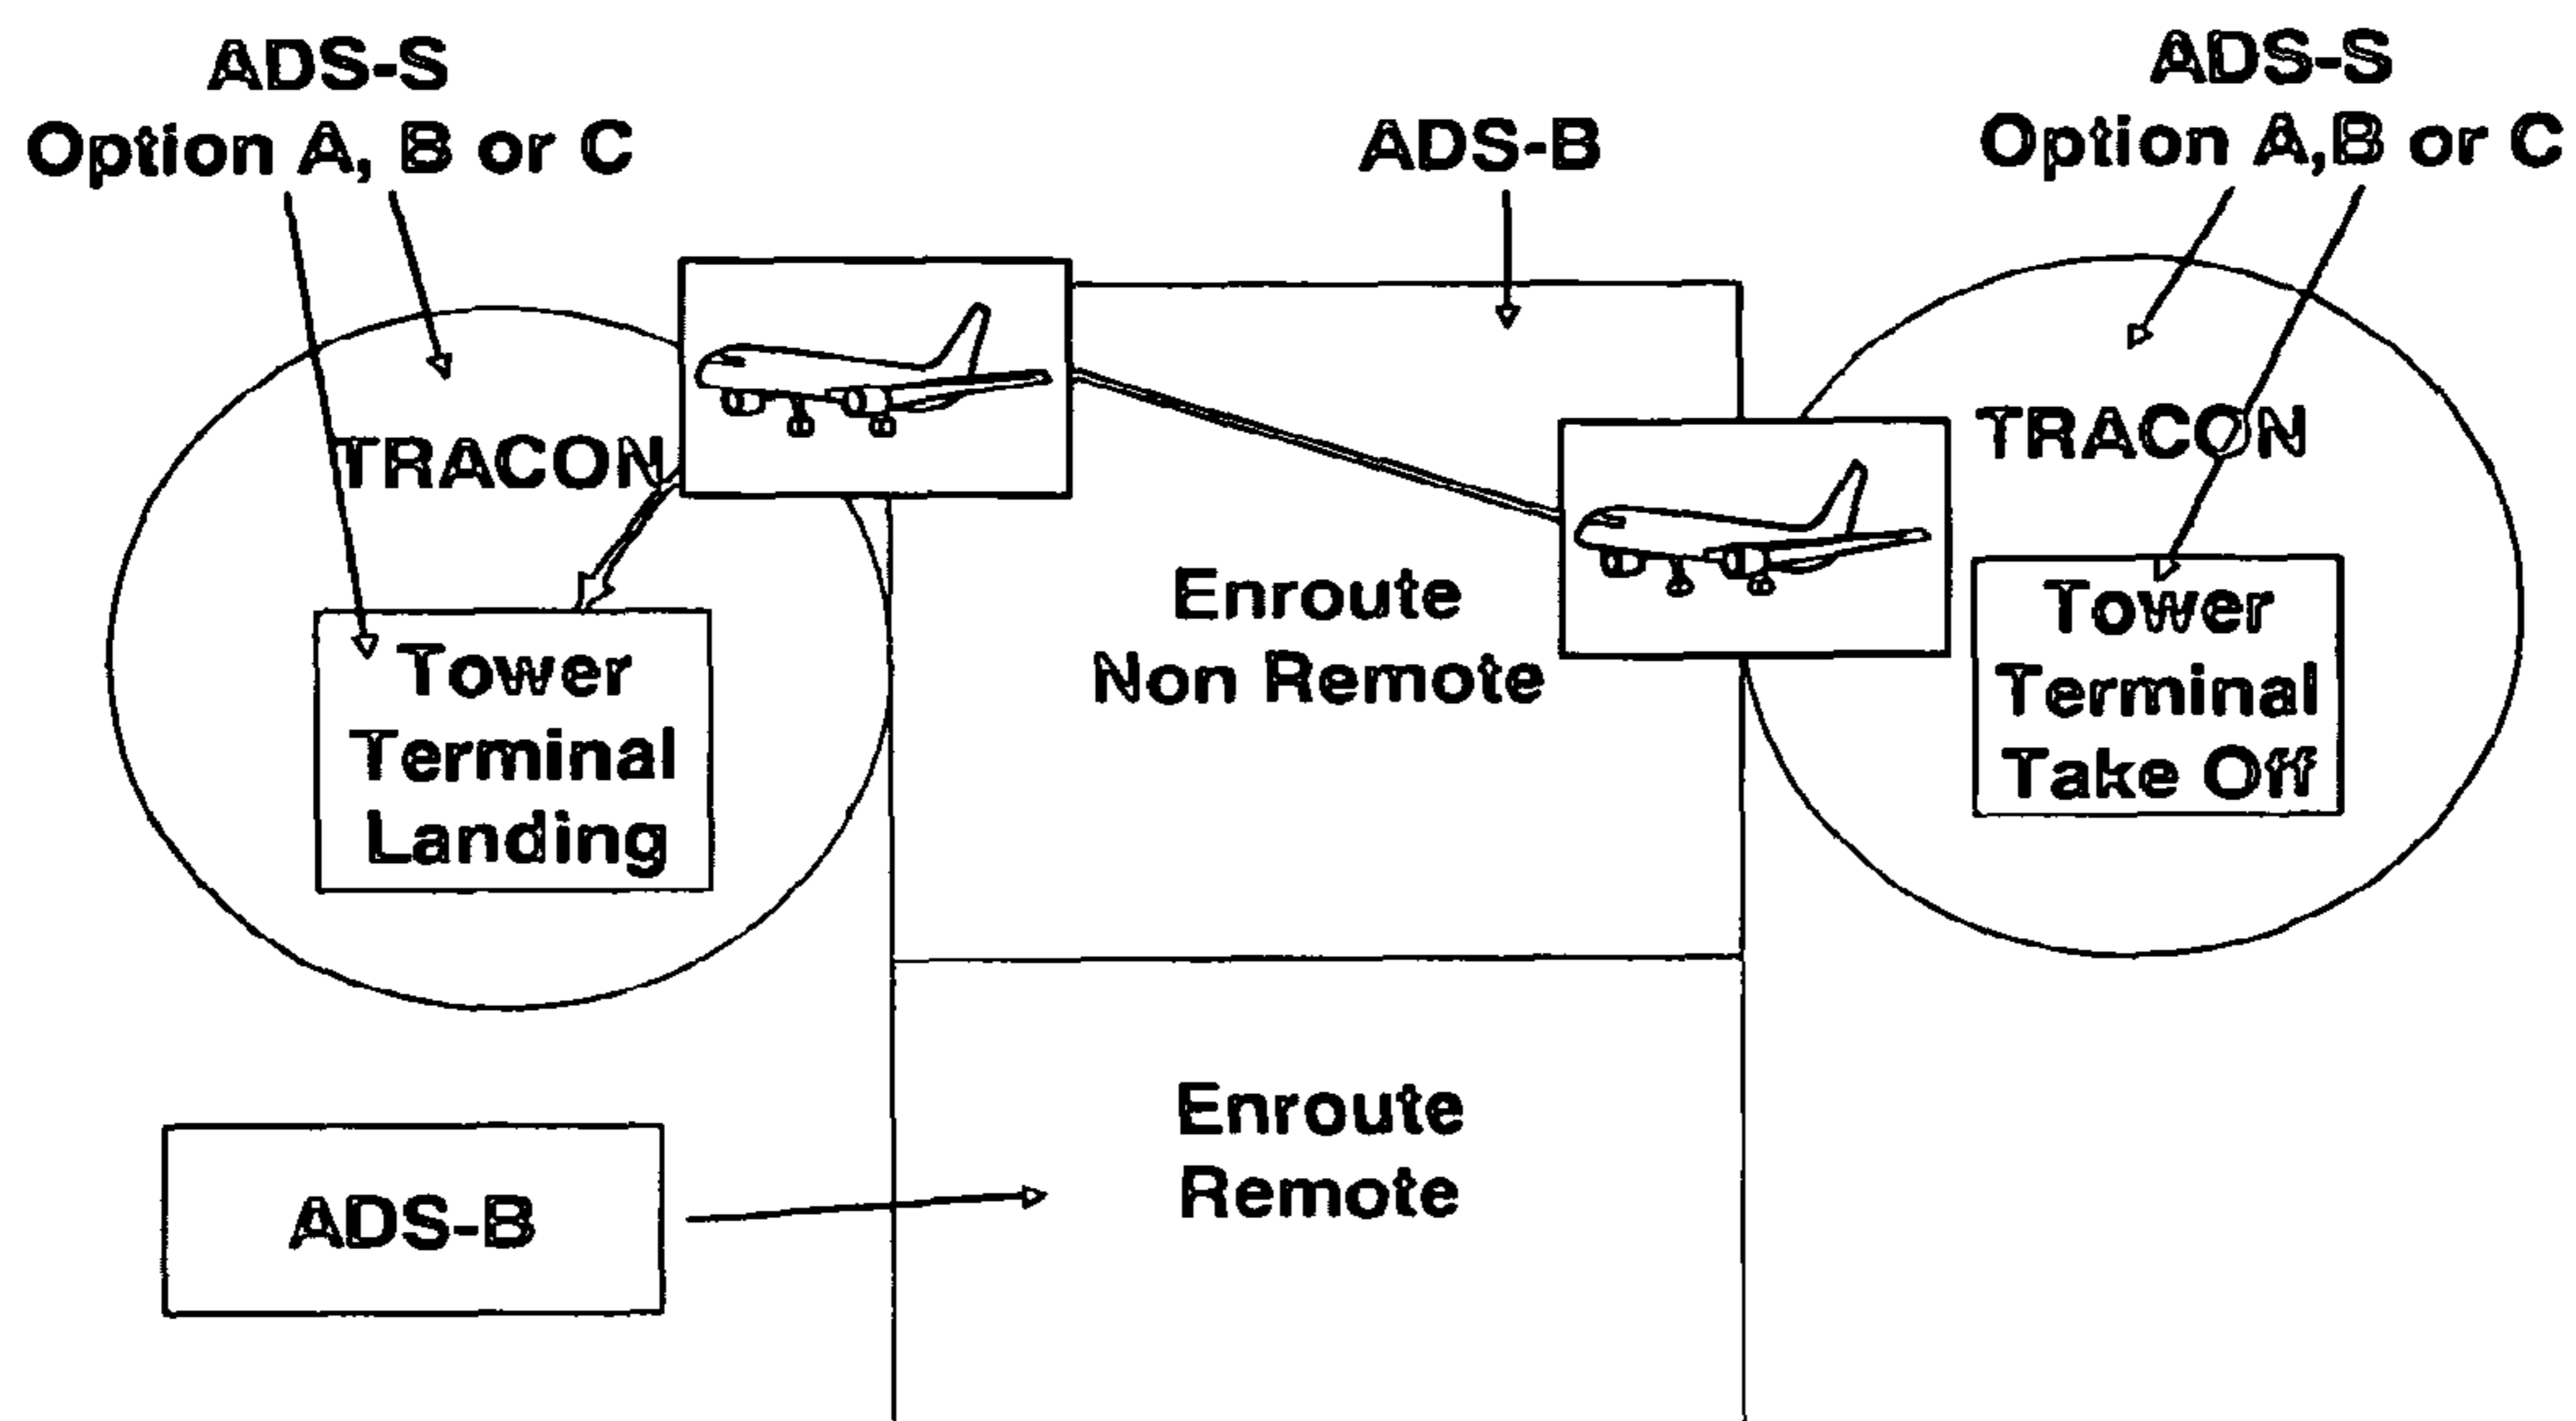 ADS-S
Option A, B or C
ADS-B
ADS-S
Option A,B or C
TRACON
TRACON
Tower
Terminal
Landing
Enroute
Non Remote
Tower
Terminal
Take Off
Enroute
Remote
ADS-B